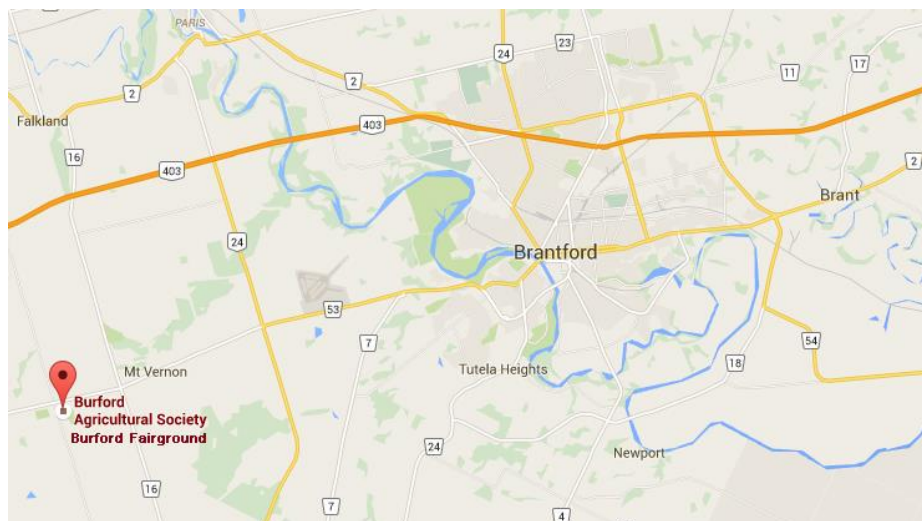 PARIS
24
23
2
11
17
2
Falkland
403
16
403
2
Brant
24
Brantford
53
7
54
Mt Vernon
Tutela Heights
18
Burford
Agricultural Society
Burford Fairground
24
Newport
16
7
4